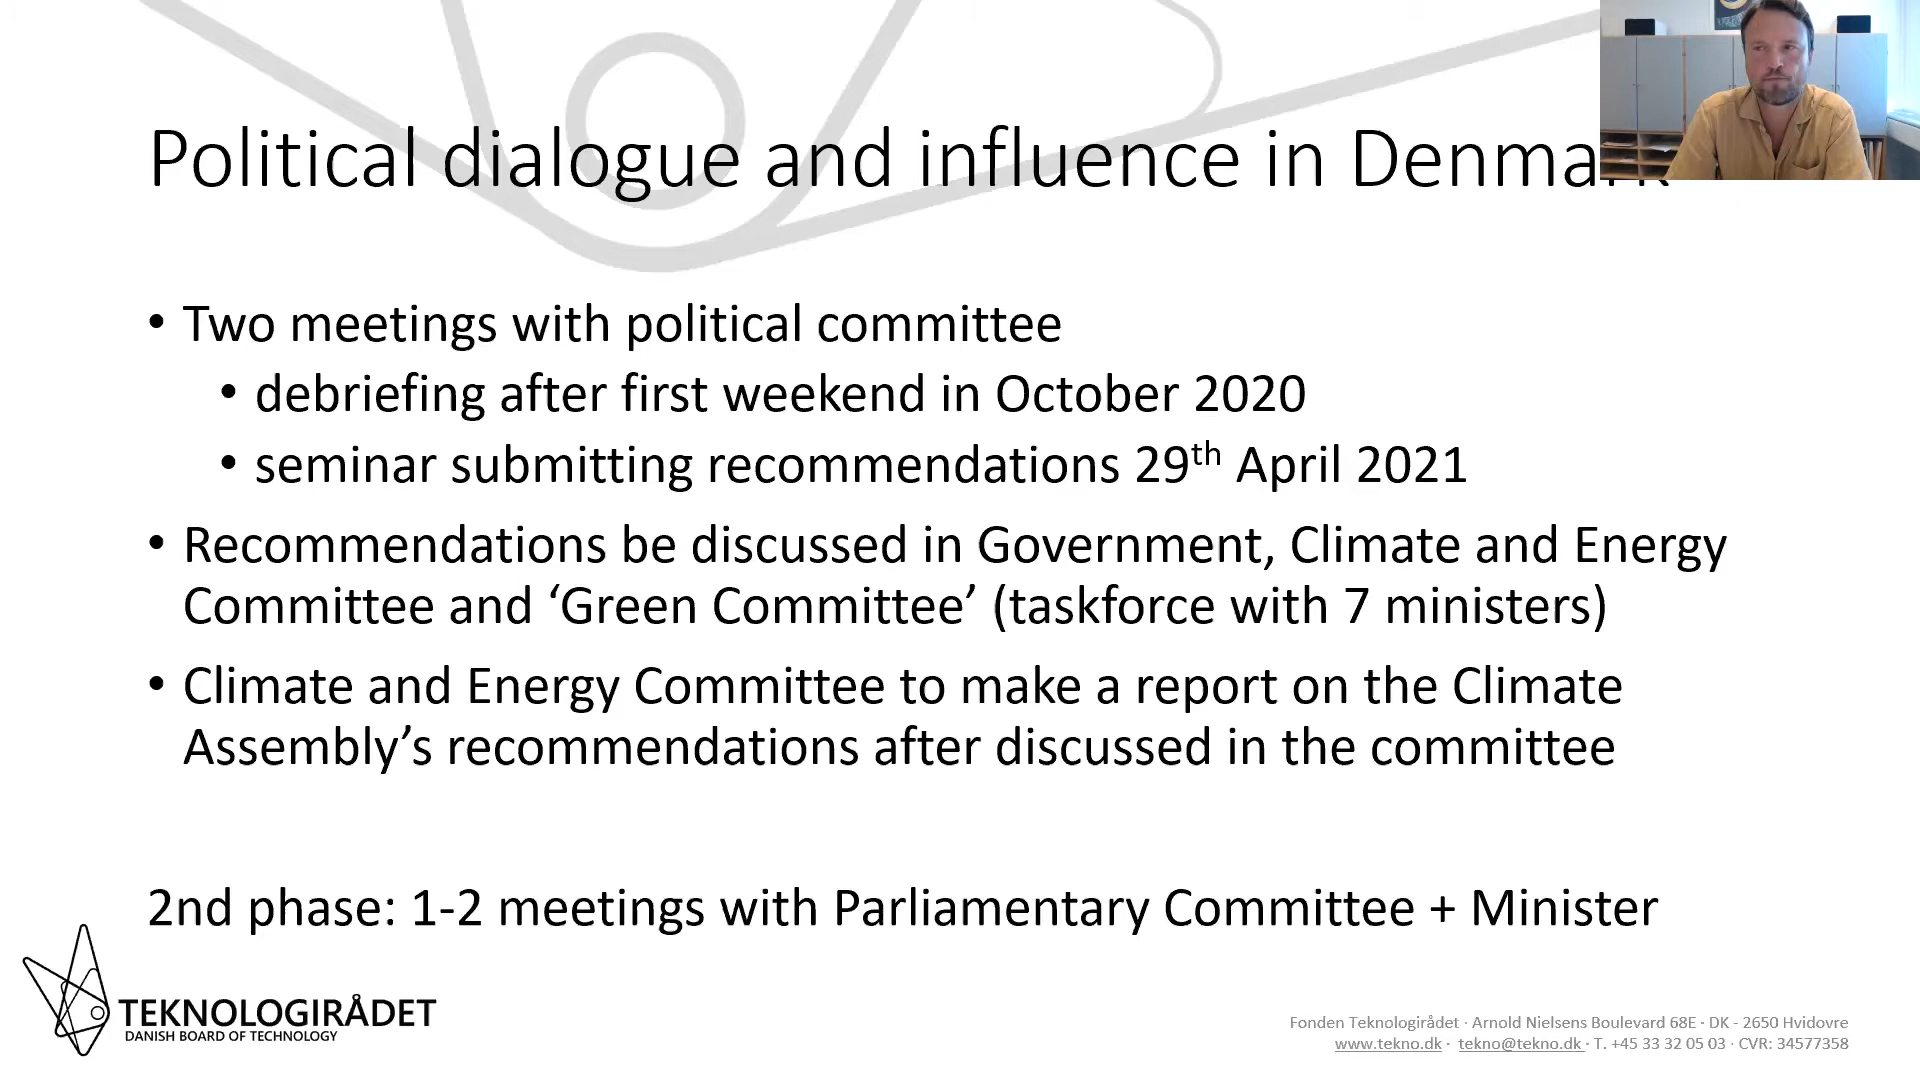 Political dialogue and influence in Denmark
• Two meetings with political committee
• debriefing after first weekend in October 2020
• seminar submitting recommendations 29th April 2021
• Recommendations be discussed in Government, Climate and Energy
Committee and ‘Green Committee’ (taskforce with 7 ministers)
• Climate and Energy Committee to make a report on the Climate
Assembly’s recommendations after discussed in the committee
2nd phase: 1-2 meetings with Parliamentary Committee + Minister
TEKNOLOGIRÅDET
DANISH BOARD OF TECHNOLOGY
Fonden Teknologirådet · Arnold Nielsens Boulevard 68E · DK - 2650 Hvidovre
www.tekno.dk · tekno@tekno.dk · T. +45 33 32 05 03 · CVR: 34577358